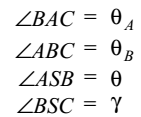 ∠BAC = θ_A
∠ABC = θ_B
∠ASB = θ
∠BSC = γ